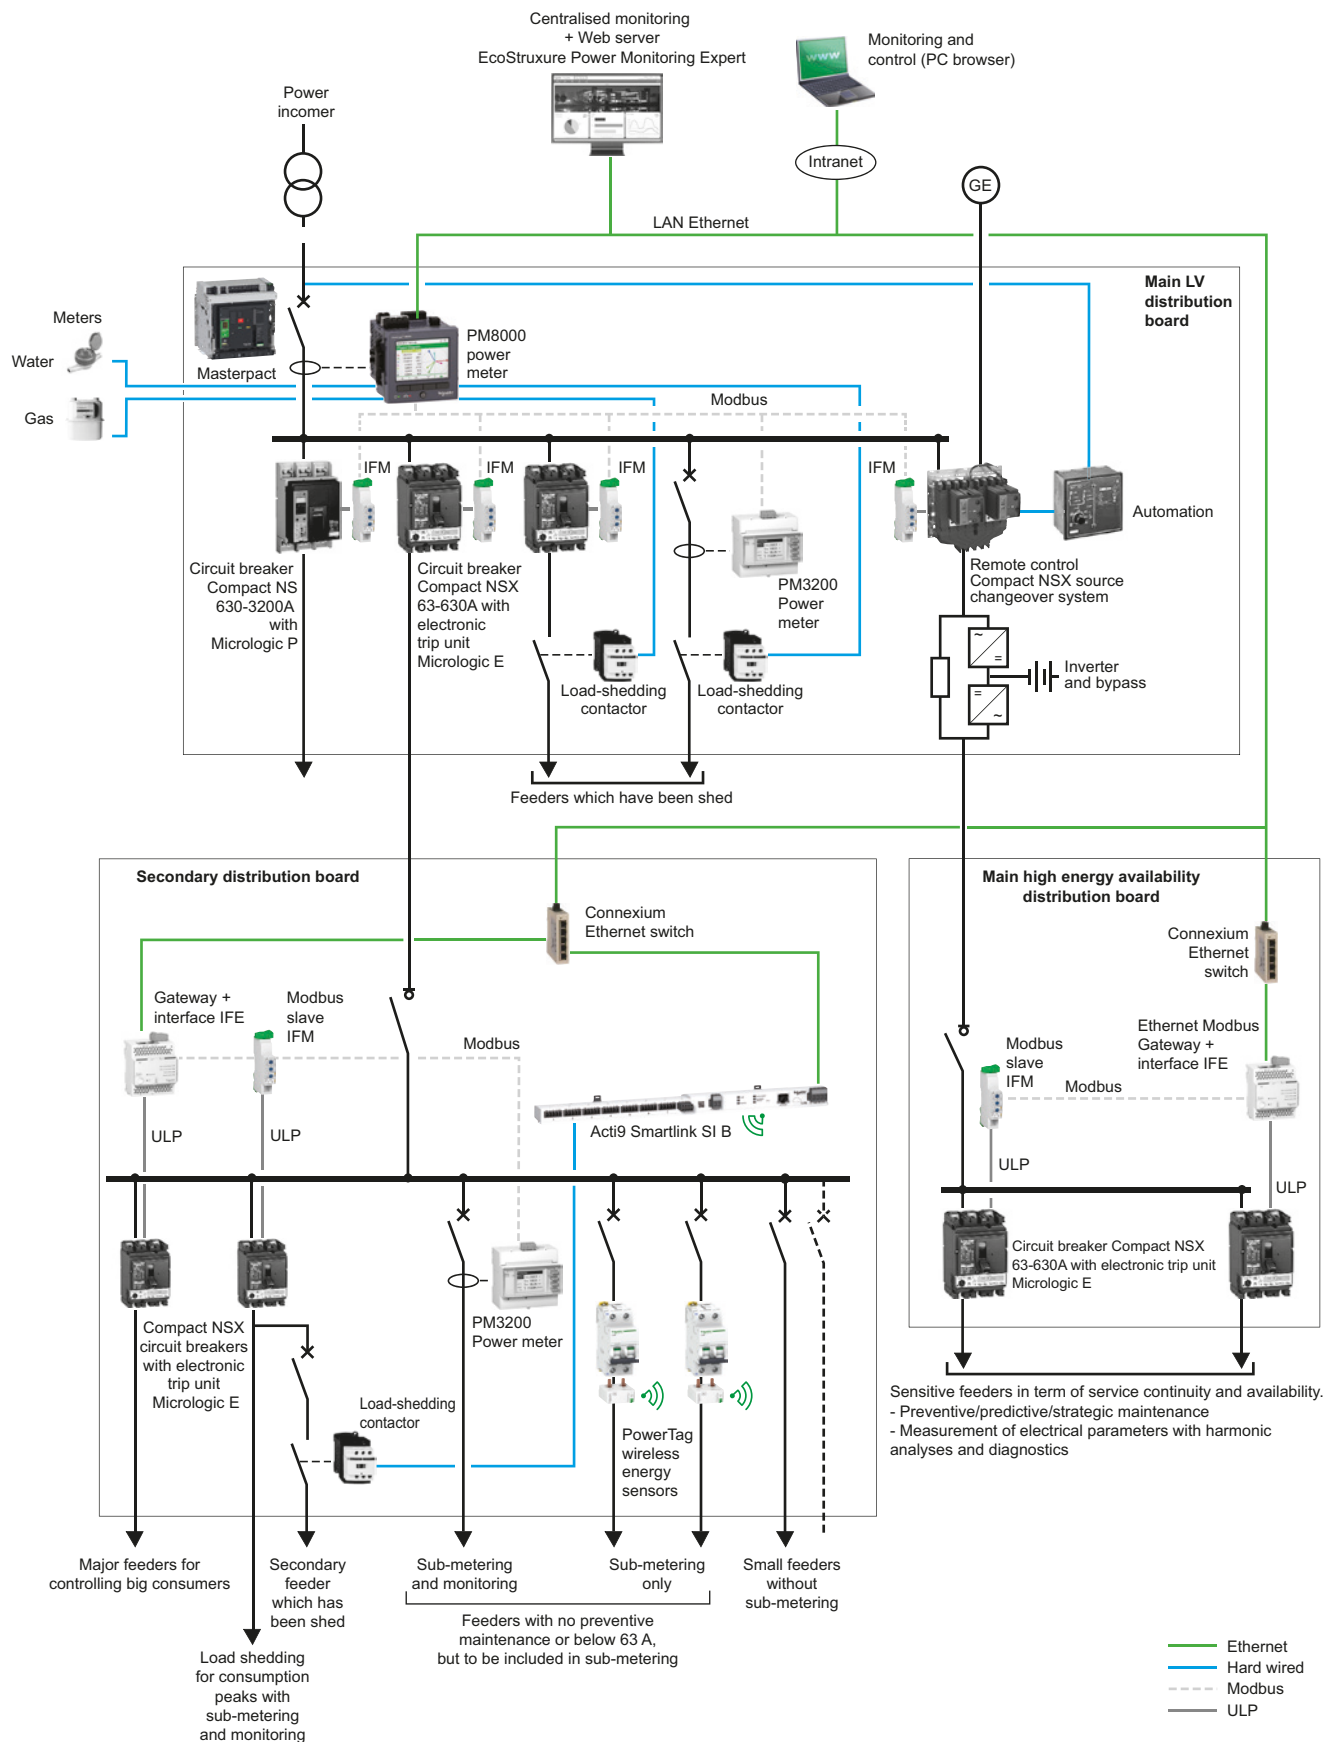 Centralised monitoring
+ Web server
EcoStruxure Power Monitoring Expert
Monitoring and
control (PC browser)
www
Power
incomer
Intranet
GE
LAN Ethernet
Main LV
distribution
board
Meters
Water
Gas
Masterpact
PM8000
power
meter
Modbus
IFM
IFM
IFM
IFM
Automation
Circuit breaker
Compact NS
630-3200A
with
Micrologic P
Circuit breaker
Compact NSX
63-630A with
electronic
trip unit
Micrologic E
PM3200
Power
meter
Remote control
Compact NSX source
changeover system
Load-shedding
contactor
Load-shedding
contactor
~
=
=
~
Inverter
and bypass
Feeders which have been shed
Secondary distribution board
Connexium
Ethernet switch
Main high energy availability
distribution board
Connexium
Ethernet
switch
Gateway +
interface IFE
Modbus
slave
IFM
Modbus
Modbus
slave
IFM
Ethernet Modbus
Gateway +
interface IFE
Modbus
ULP
ULP
Acti9 Smartlink SI B
ULP
ULP
Circuit breaker Compact NSX
63-630A with electronic trip unit
Micrologic E
Compact NSX
circuit breakers
with electronic
trip unit
Micrologic E
PM3200
Power meter
Load-shedding
contactor
PowerTag
wireless
energy
sensors
Sensitive feeders in term of service continuity and availability.
- Preventive/predictive/strategic maintenance
- Measurement of electrical parameters with harmonic
analyses and diagnostics
Major feeders for
controlling big consumers
Secondary
feeder
which has
been shed
Sub-metering
and monitoring
Sub-metering
only
Small feeders
without
sub-metering
Feeders with no preventive
maintenance or below 63 A,
but to be included in sub-metering
Load shedding
for consumption
peaks with
sub-metering
and monitoring
Ethernet
Hard wired
Modbus
ULP